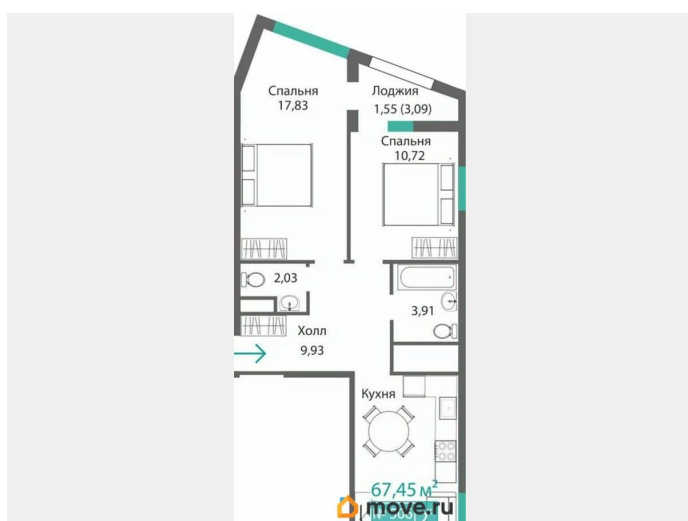 Спальня
17,83
Лоджия
1,55 (3,09)
Спальня
10,72
2,03
3,91
Холл
9,93
Кухня
67,45 м²
move.ru